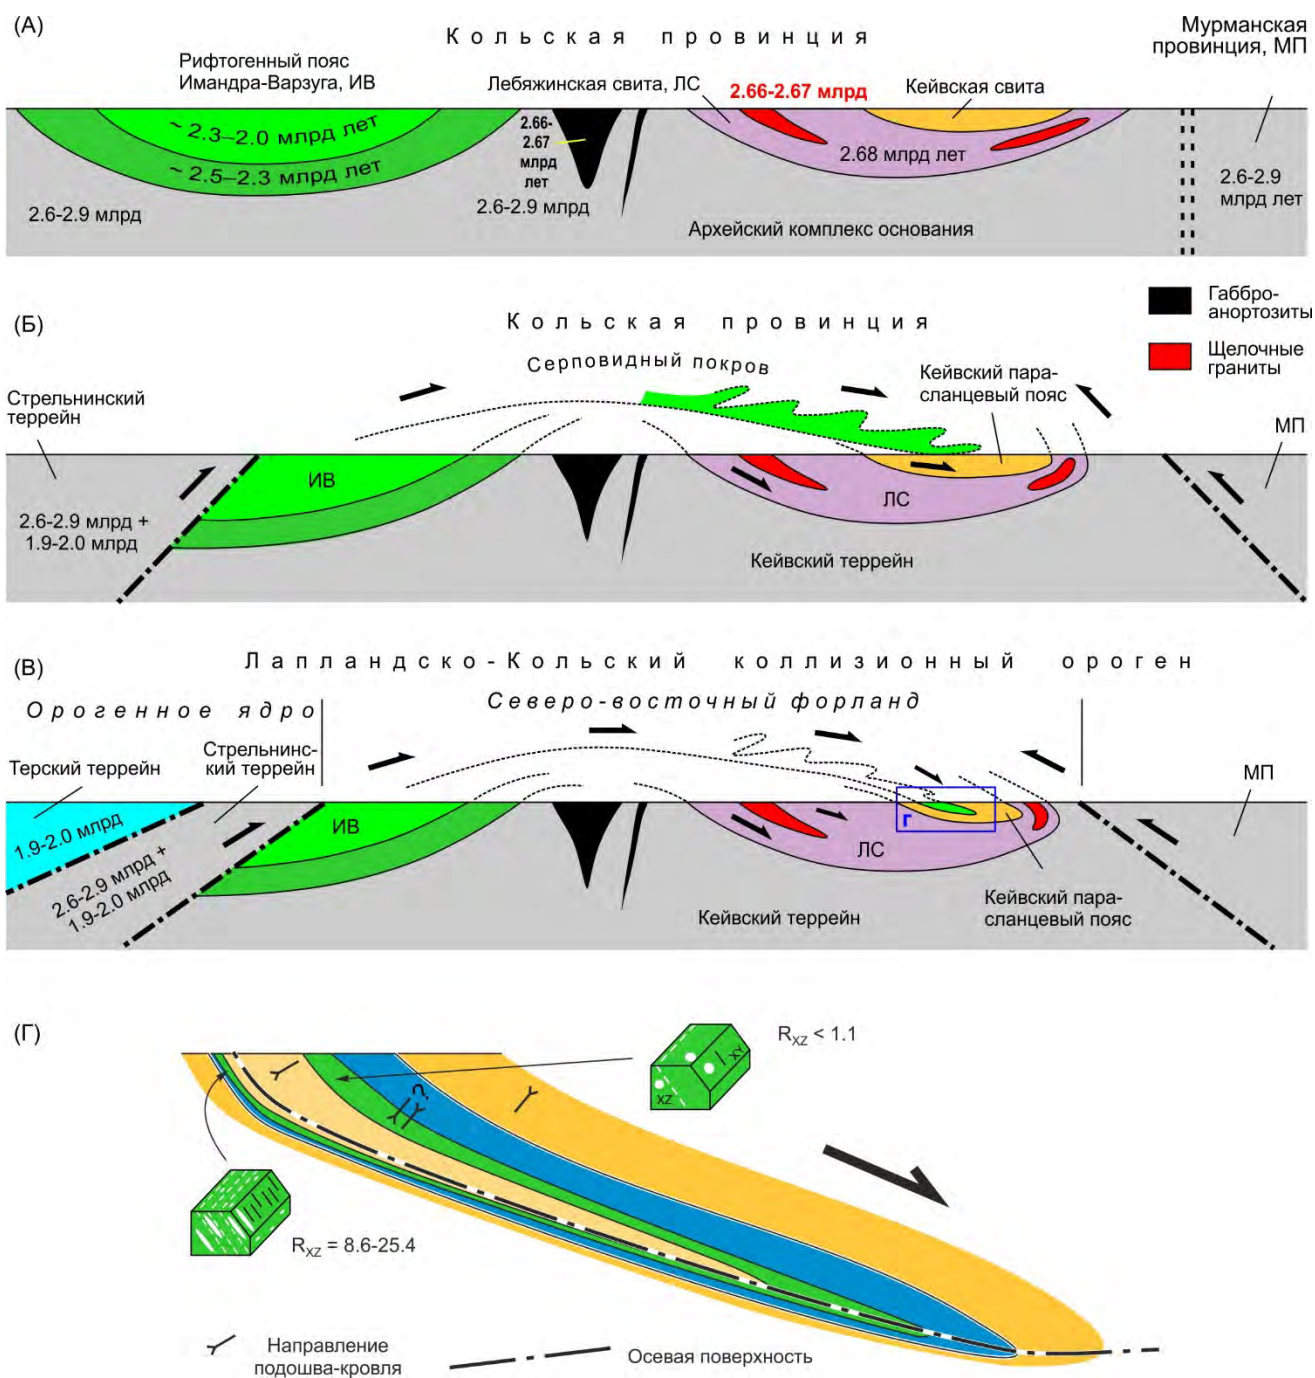 (А)
Кольская провинция
Мурманская
провинция, МП
Рифтогенный пояс
Имандра-Варзуга, ИВ
Лебяжинская свита, ЛС
2.66-2.67 млрд
Кейвская свита
~ 2.3–2.0 млрд лет
~ 2.5–2.3 млрд лет
2.66-
2.67
млрд
лет
2.68 млрд лет
2.6-2.9 млрд
2.6-2.9 млрд
2.6-2.9
млрд лет
Архейский комплекс основания
Габбро-
анортозиты
Щелочные
граниты
(Б)
Кольская провинция
Серповидный покров
Кейвский пара-
сланцевый пояс
Стрельнинский
террейн
МП
ИВ
ЛС
2.6-2.9 млрд +
1.9-2.0 млрд
Кейвский террейн
(В)
Лапландско-Кольский коллизионный ороген
Северо-восточный форланд
Орогенное ядро
Стрельнинс-
кий террейн
Терский террейн
МП
1.9-2.0 млрд
ИВ
г
ЛС
2.6-2.9 млрд +
1.9-2.0 млрд
Кейвский террейн
Кейвский пара-
сланцевый пояс
(Г)
RXZ < 1.1
XY
XZ
?
RXZ = 8.6-25.4
Направление
подошва-кровля
Осевая поверхность